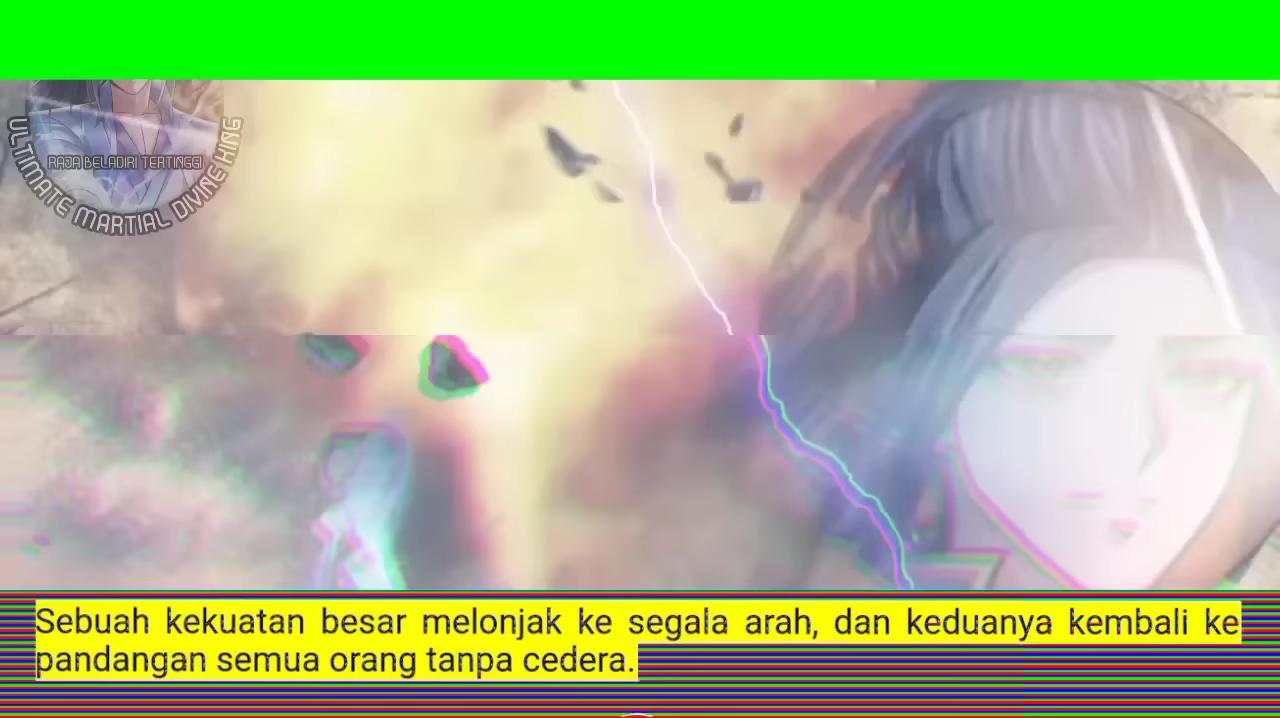 RAJA BELADIRI TERTINGGI
ULTIMATE MARTIAL DIVINE KING
Sebuah kekuatan besar melonjak ke segala arah, dan keduanya kembali ke
pandangan semua orang tanpa cedera.